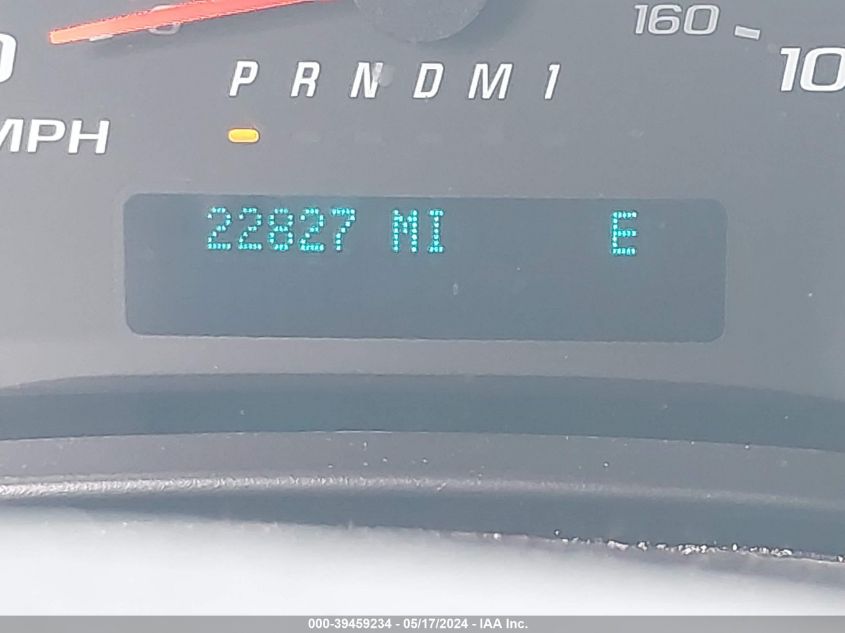 160
10
P R N D M 1
MPH
22827 MI E
000-39459234 - 05/17/2024 - IAA Inc.